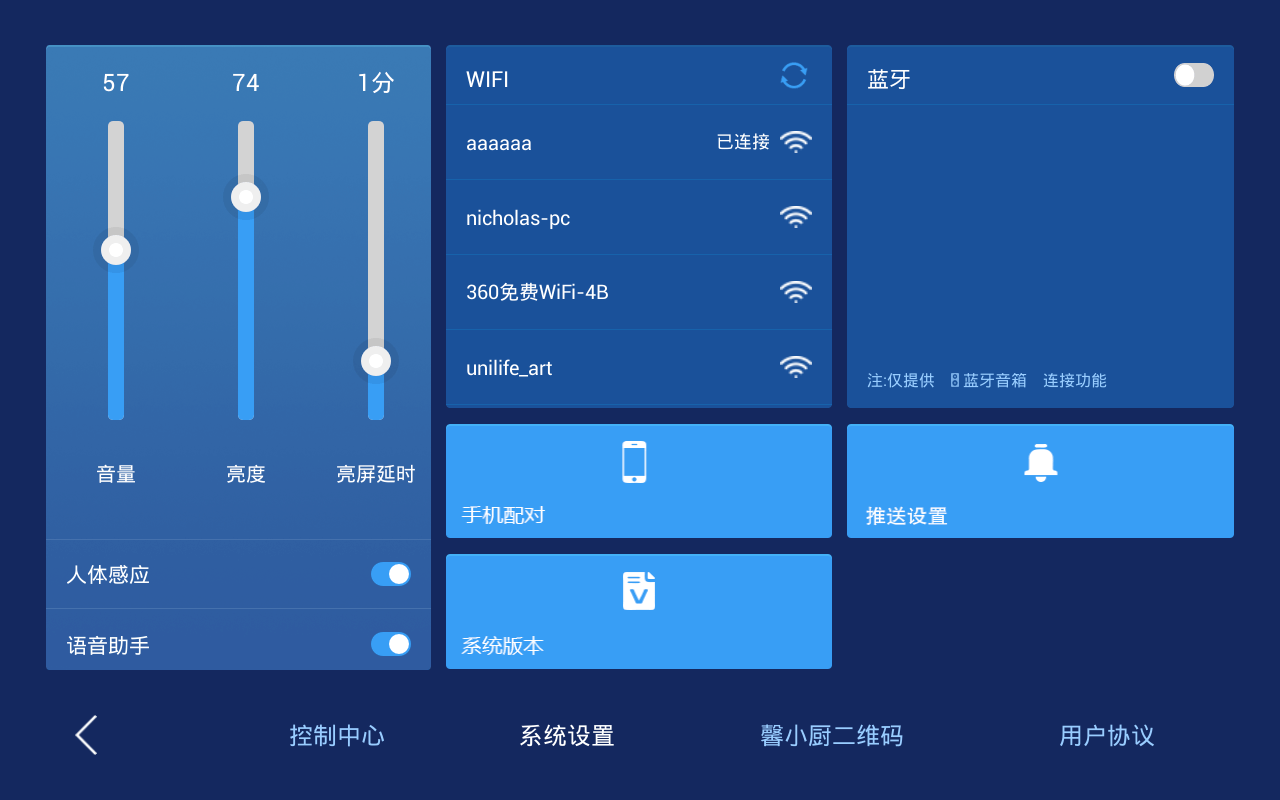 57
74
1分
音量
亮度
亮屏延时
人体感应
语音助手
WIFI
aaaaaa 已连接
nicholas-pc
360免费WiFi-4B
unilife_art
蓝牙
注:仅提供 蓝牙音箱 连接功能
手机配对
推送设置
系统版本
控制中心
系统设置
馨小厨二维码
用户协议